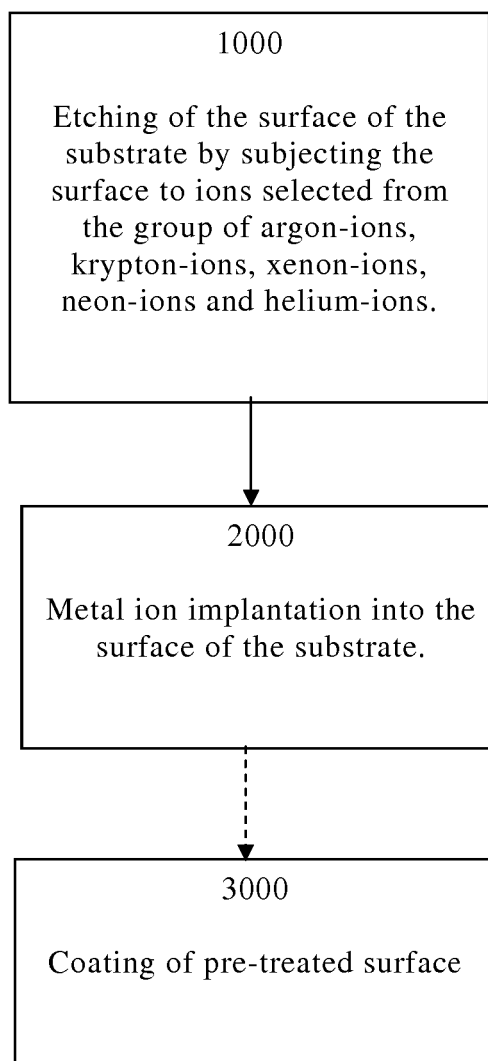 1000
Etching of the surface of the
substrate by subjecting the
surface to ions selected from
the group of argon-ions,
krypton-ions, xenon-ions,
neon-ions and helium-ions.
2000
Metal ion implantation into the
surface of the substrate.
3000
Coating of pre-treated surface